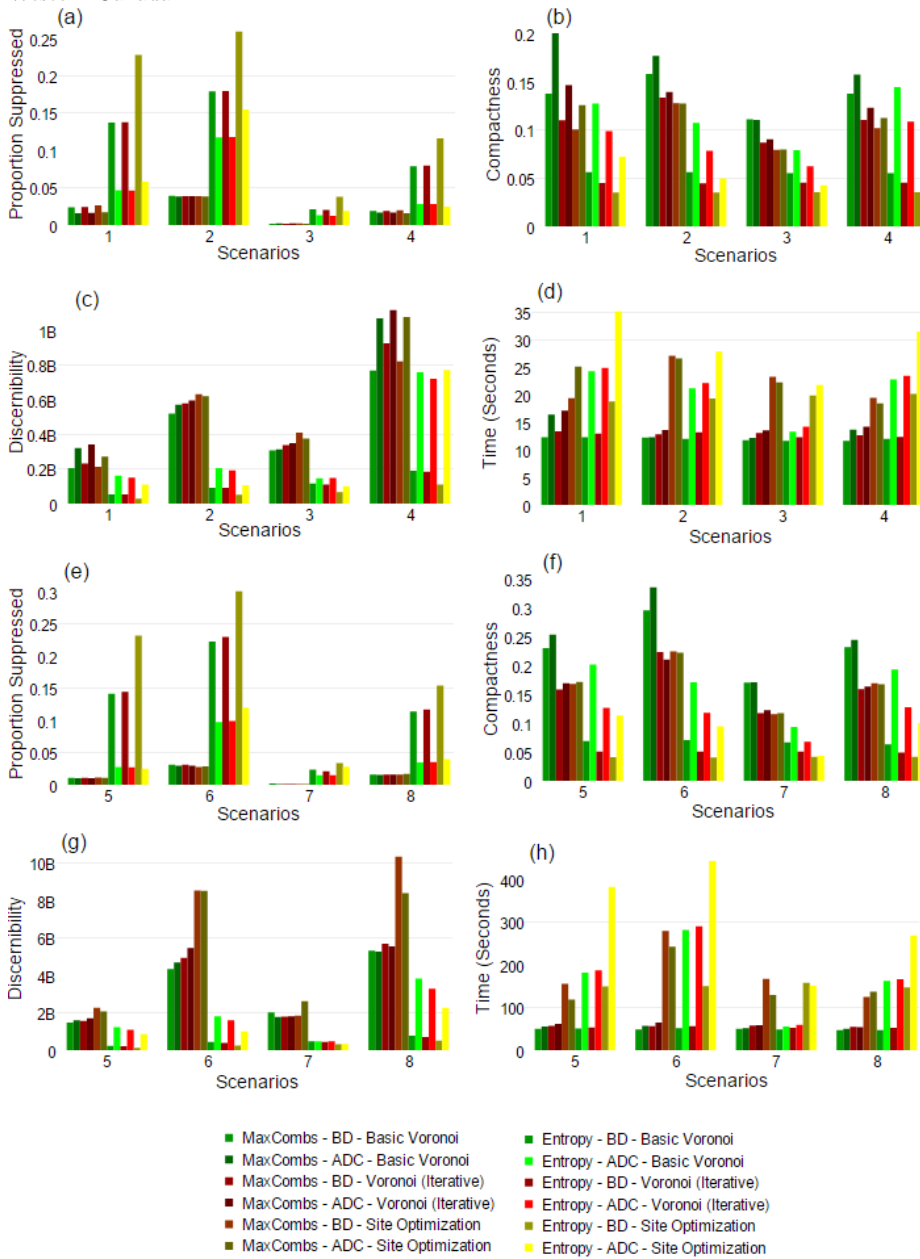 (a)
Proportion Suppressed
0.25
0.2
0.15
0.1
0.05
0
1 2 3 4
Scenarios
(b)
Compactness
0.2
0.15
0.1
0.05
0
1 2 3 4
Scenarios
(c)
Discernibility
1B
0.8B
0.6B
0.4B
0.2B
0
1 2 3 4
Scenarios
(d)
Time (Seconds)
35
30
25
20
15
10
5
0
1 2 3 4
Scenarios
(e)
Proportion Suppressed
0.3
0.25
0.2
0.15
0.1
0.05
0
5 6 7 8
Scenarios
(f)
Compactness
0.35
0.3
0.25
0.2
0.15
0.1
0.05
0
5 6 7 8
Scenarios
(g)
Discernibility
10B
8B
6B
4B
2B
0
5 6 7 8
Scenarios
(h)
Time (Seconds)
400
300
200
100
0
5 6 7 8
Scenarios
MaxCombs - BD - Basic Voronoi
MaxCombs - ADC - Basic Voronoi
MaxCombs - BD - Voronoi (Iterative)
MaxCombs - ADC - Voronoi (Iterative)
MaxCombs - BD - Site Optimization
MaxCombs - ADC - Site Optimization
Entropy - BD - Basic Voronoi
Entropy - ADC - Basic Voronoi
Entropy - BD - Voronoi (Iterative)
Entropy - ADC - Voronoi (Iterative)
Entropy - BD - Site Optimization
Entropy - ADC - Site Optimization